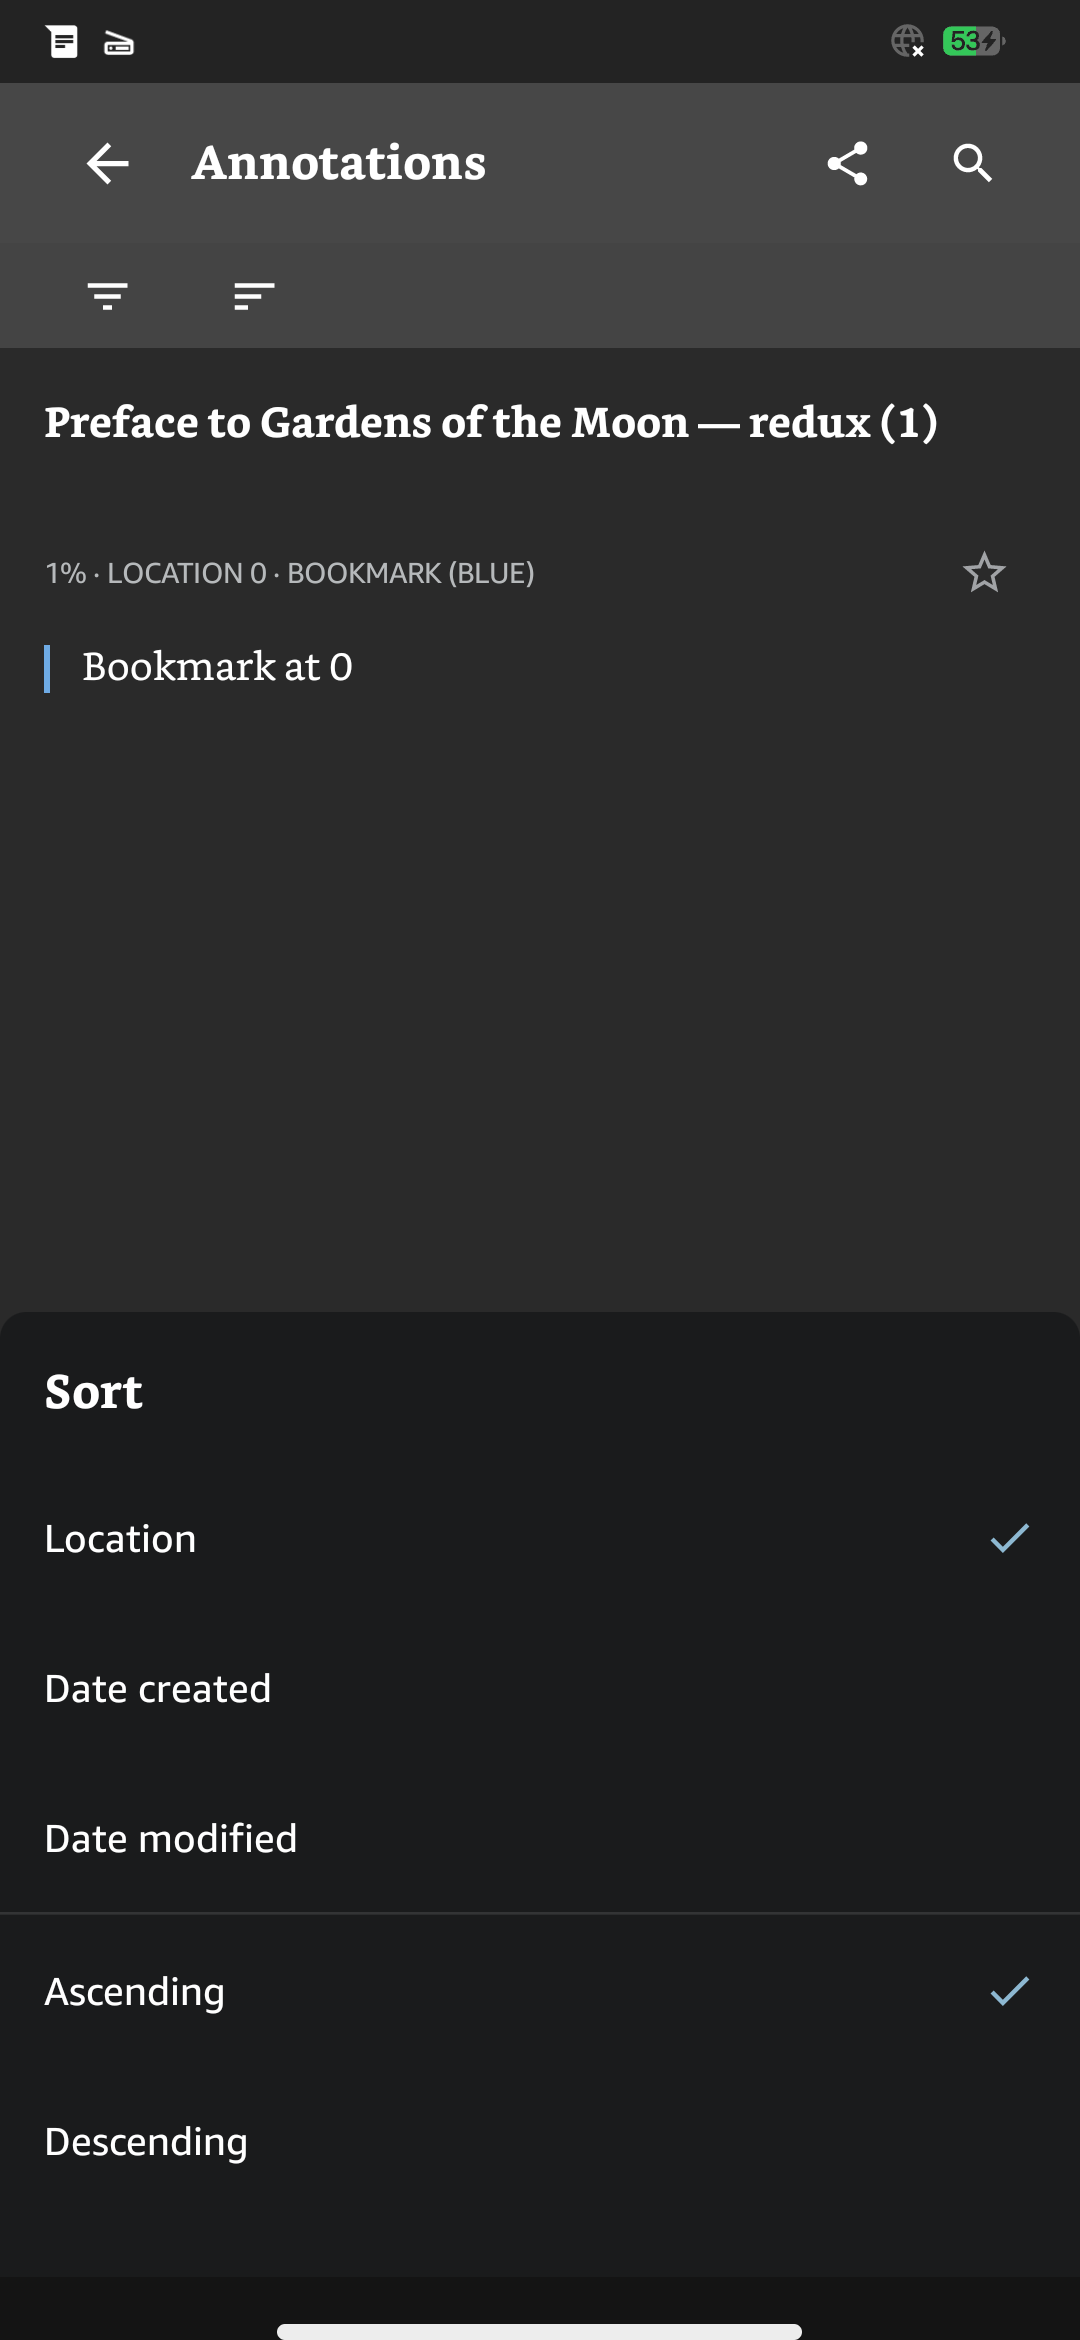 53
Annotations
Preface to Gardens of the Moon — redux (1)
1% · LOCATION 0 · BOOKMARK (BLUE)
Bookmark at 0
Sort
Location
Date created
Date modified
Ascending
Descending